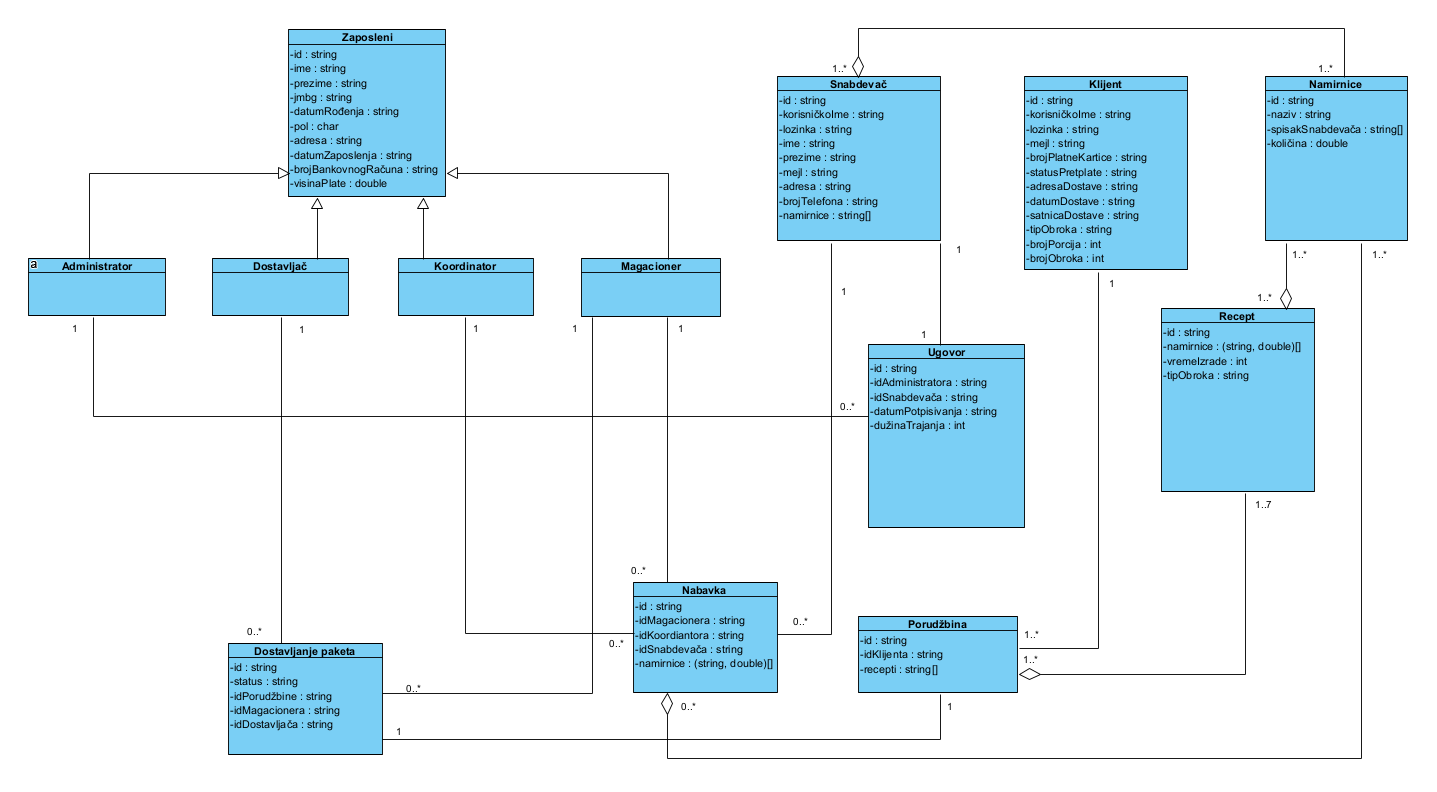 Zaposleni
-id : string
-ime : string
-prezime : string
-jmbg : string
-datumRođenja : string
-pol : char
-adresa : string
-datumZaposlenja : string
-brojBankovnogRačuna : string
-visinaPlate : double
1..*
Snabdevač
-id : string
-korisničkoIme : string
-lozinka : string
-ime : string
-prezime : string
-mejl : string
-adresa : string
-brojTelefona : string
-namirnice : string[]
Klijent
-id : string
-korisničkoIme : string
-lozinka : string
-mejl : string
-brojPlatneKartice : string
-statusPretplate : string
-adresaDostave : string
-datumDostave : string
-satnicaDostave : string
-tipObroka : string
-brojPorcija : int
-brojObroka : int
1..*
Namirnice
-id : string
-naziv : string
-spisakSnabdevača : string[]
-količina : double
a
Administrator
Dostavljač
Koordinator
Magacioner
1
1
1
1
1
1
1
1
1
1..*
1..*
1..*
Ugovor
-id : string
-idAdministratora : string
-idSnabdevača : string
-datumPotpisivanja : string
-dužinaTrajanja : int
0..*
Recept
-id : string
-namirnice : (string, double)[]
-vremeIzrade : int
-tipObroka : string
1..7
0..*
Nabavka
-id : string
-idMagacionera : string
-idKoordiantora : string
-idSnabdevača : string
-namirnice : (string, double)[]
0..*
0..*
0..*
Porudžbina
-id : string
-idKlijenta : string
-recepti : string[]
1..*
1..*
1
0..*
Dostavljanje paketa
-id : string
-status : string
-idPorudžbine : string
-idMagacionera : string
-idDostavljača : string
0..*
1